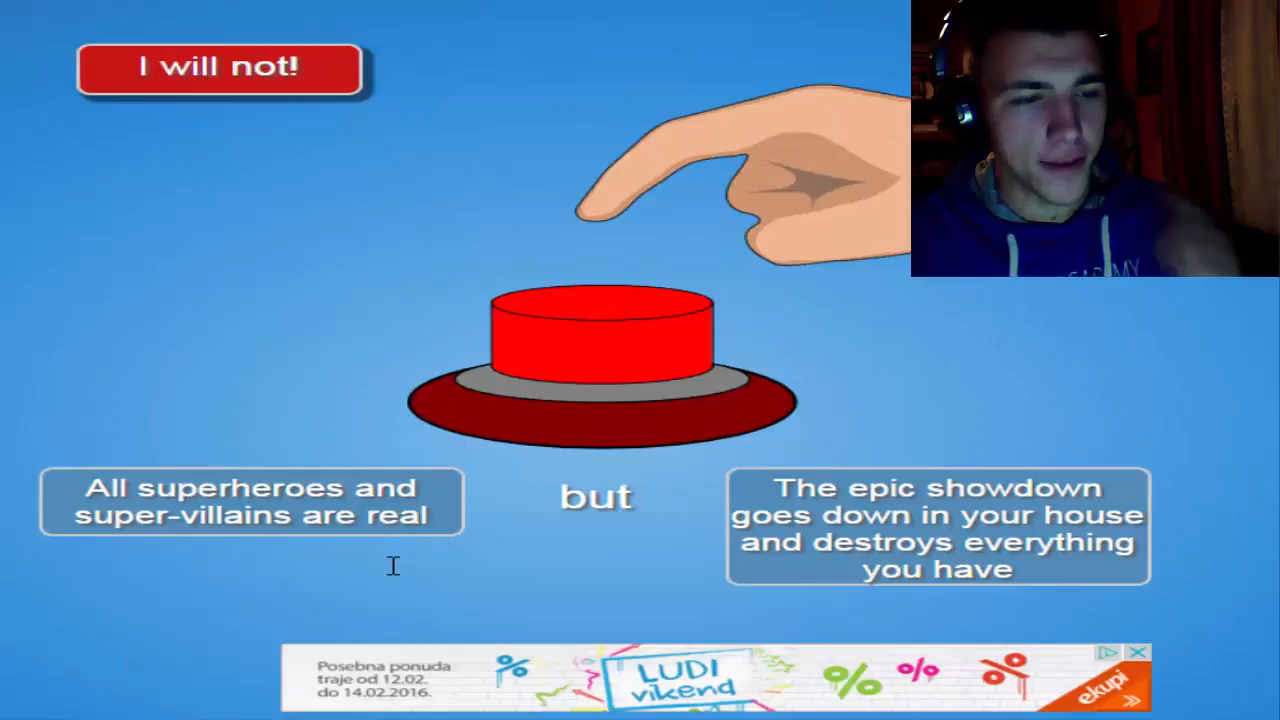 I will not!
All superheroes and
super-villains are real
but
The epic showdown
goes down in your house
and destroys everything
you have
Posebna ponuda
traje od 12.02.
do 14.02.2016.
%
LUDI
vikend
% % %
ekupi